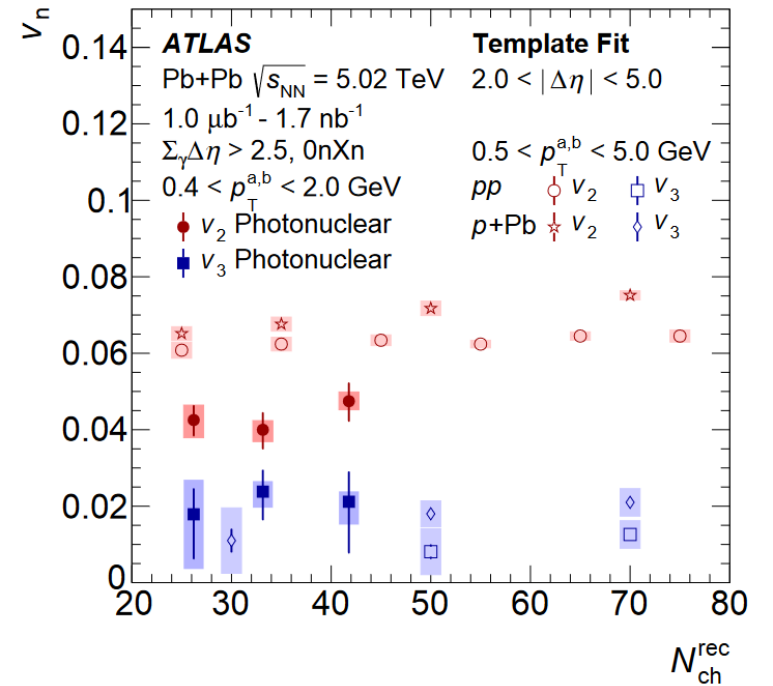 vₙ
0.14
0.12
0.1
0.08
0.06
0.04
0.02
0
ATLAS
Pb+Pb √sNN = 5.02 TeV
1.0 μb⁻¹ - 1.7 nb⁻¹
ΣγΔη > 2.5, 0nXn
0.4 < pTᵃ,ᵇ < 2.0 GeV
v₂ Photonuclear
v₃ Photonuclear
Template Fit
2.0 < |Δη| < 5.0
0.5 < pTᵃ,ᵇ < 5.0 GeV
pp v₂ v₃
p+Pb v₂ v₃
20 30 40 50 60 70 80
Nchʳᵉᶜ